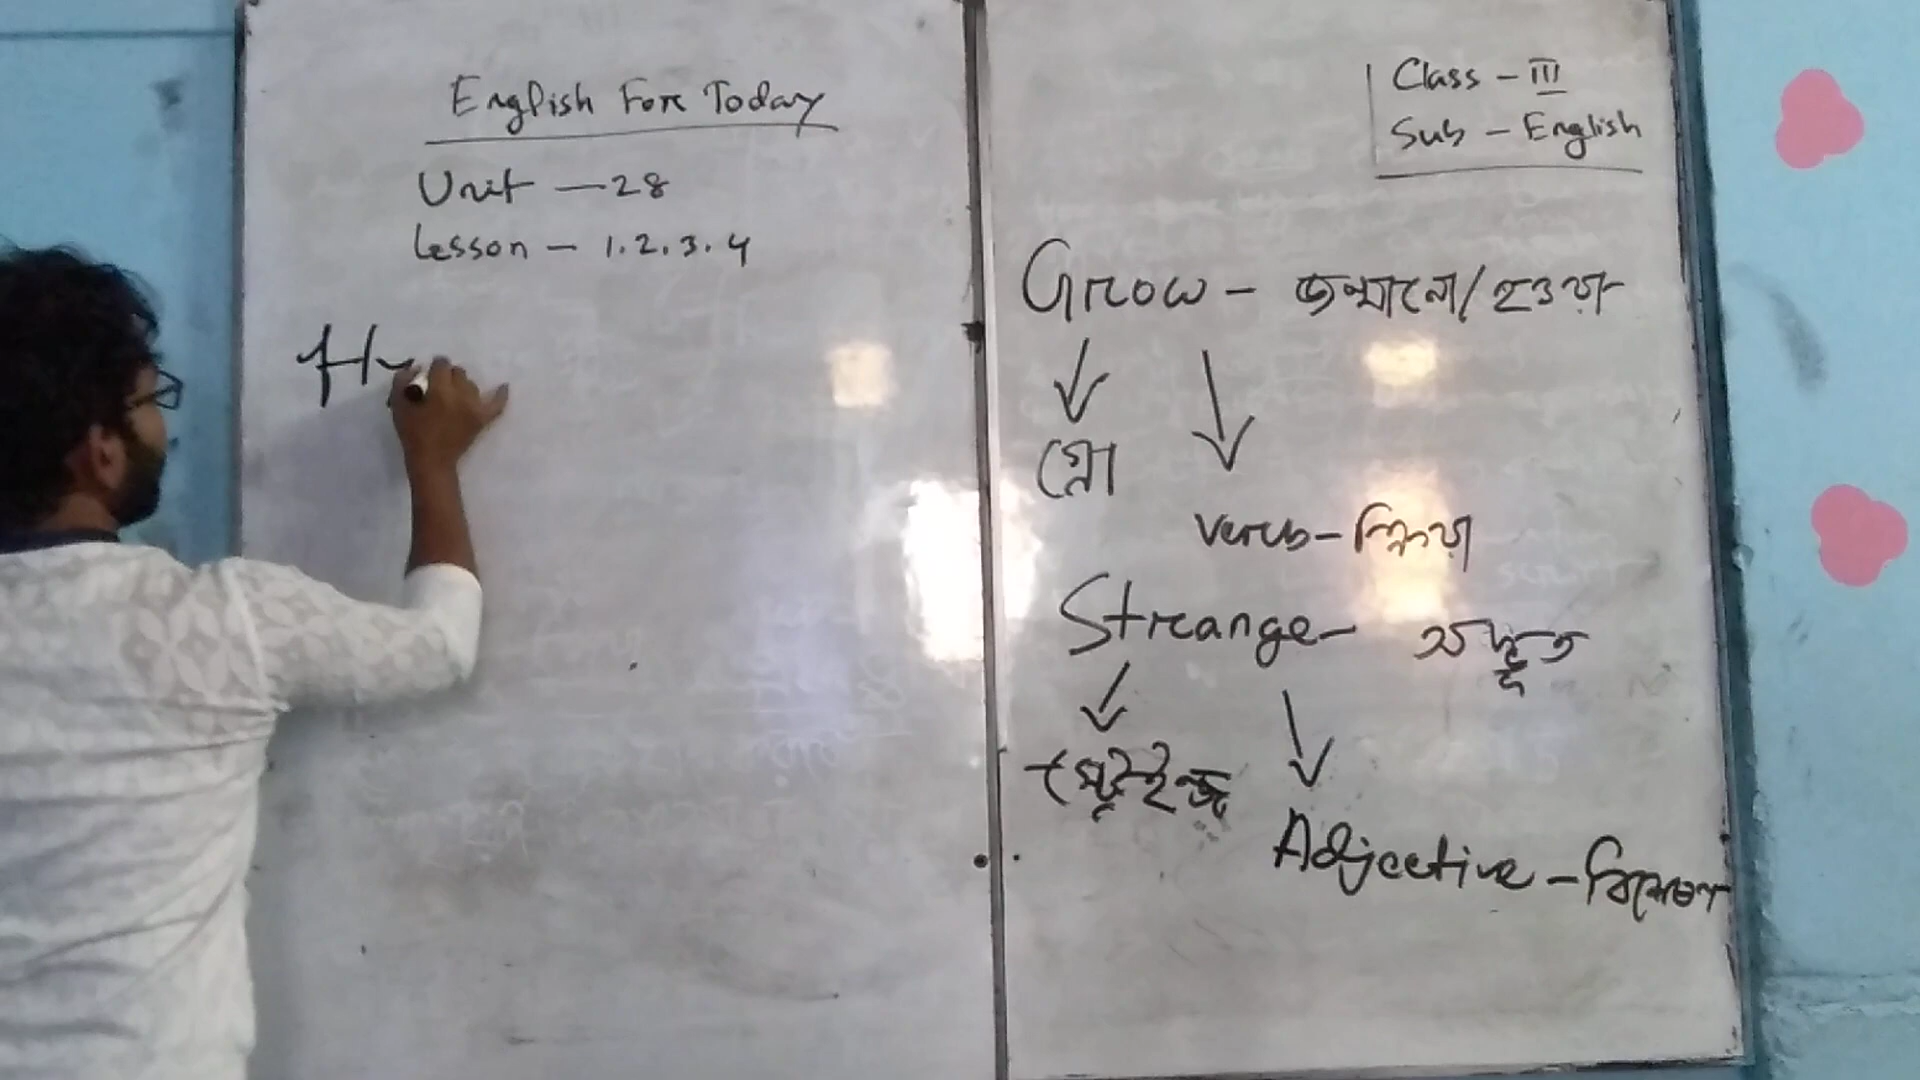 English For Today
Unit — 28
Lesson – 1.2.3.4
Class – III
Sub – English
Grow – জন্মানো/হওয়া
গ্রো
verb – ক্রিয়া
Strange – অদ্ভূত
স্ট্রেইঞ্জ
Adjective – বিশেষণ